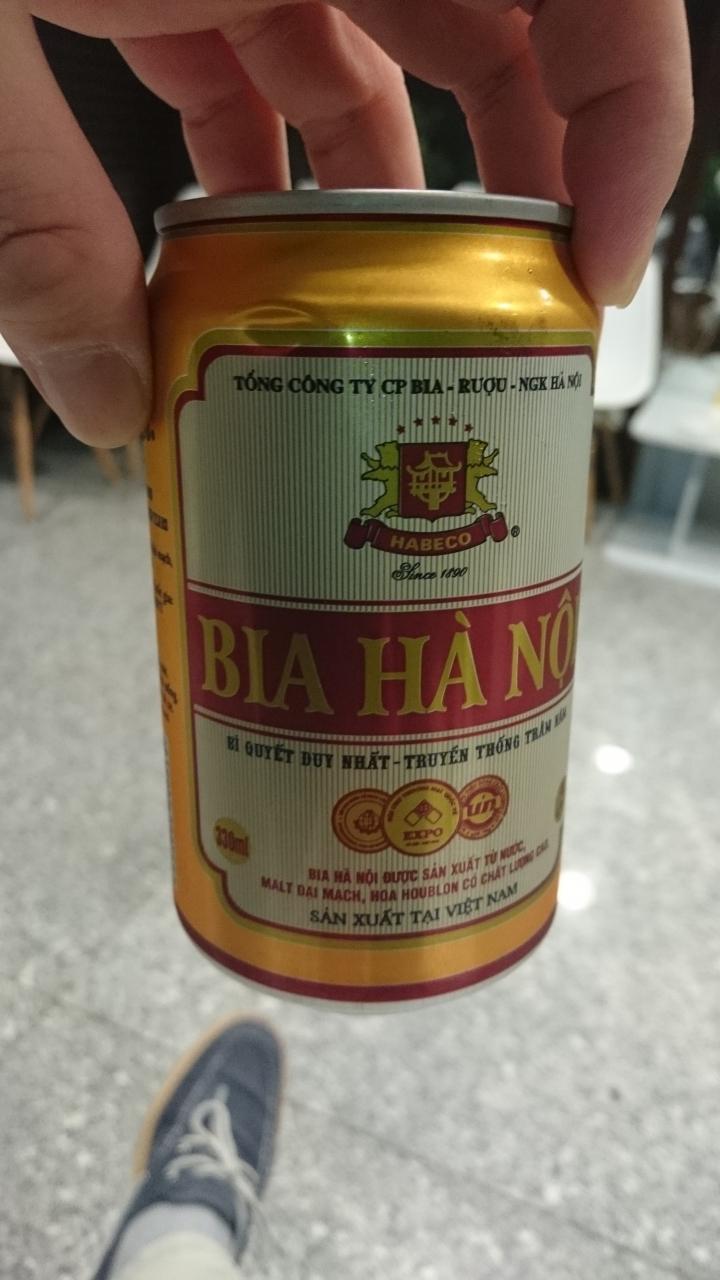 TỔNG CÔNG TY CP BIA - RƯỢU - NGK HÀ NỘI
HABECO
®
Since 1890
BIA HÀ NỘI
BÍ QUYẾT DUY NHẤT - TRUYỀN THỐNG TRĂM NĂM
EXPO
330ml
BIA HÀ NỘI ĐƯỢC SẢN XUẤT TỪ NƯỚC,
MALT ĐẠI MẠCH, HOA HOUBLON CÓ CHẤT LƯỢNG CAO.
SẢN XUẤT TẠI VIỆT NAM